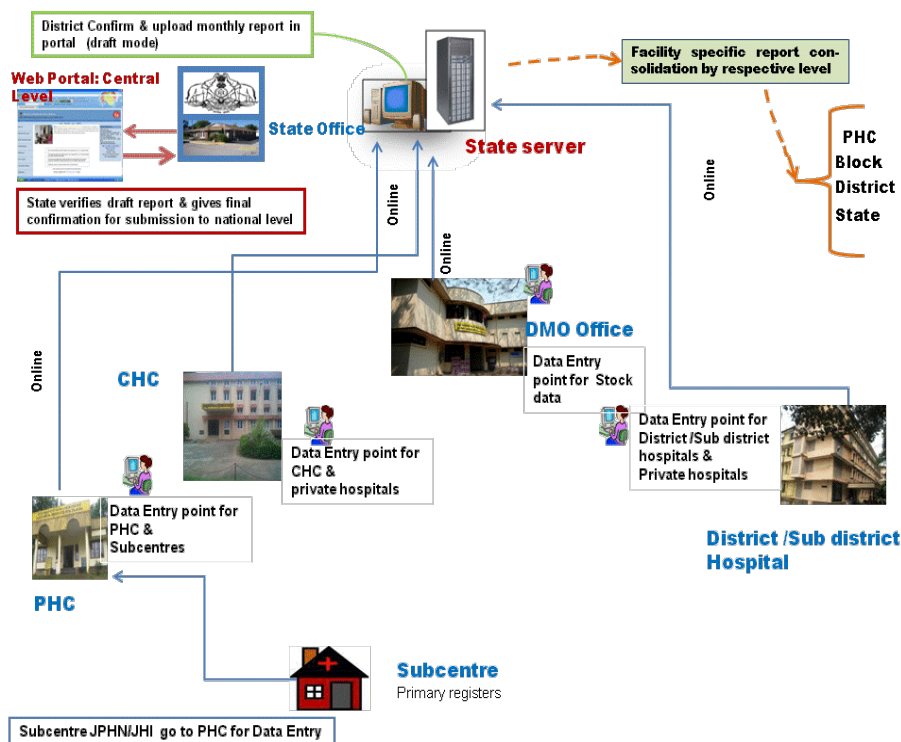 District Confirm & upload monthly report in
portal (draft mode)
Web Portal: Central
Level
State Office
State server
Facility specific report con-
solidation by respective level
PHC
Block
District
State
State verifies draft report & gives final
confirmation for submission to national level
Online
Online
Online
Online
DMO Office
Data Entry
point for Stock
data
CHC
Data Entry point for
CHC &
private hospitals
Data Entry point for
District /Sub district
hospitals &
Private hospitals
Data Entry point for
PHC &
Subcentres
District /Sub district
Hospital
PHC
Subcentre
Primary registers
Subcentre JPHN/JHI go to PHC for Data Entry